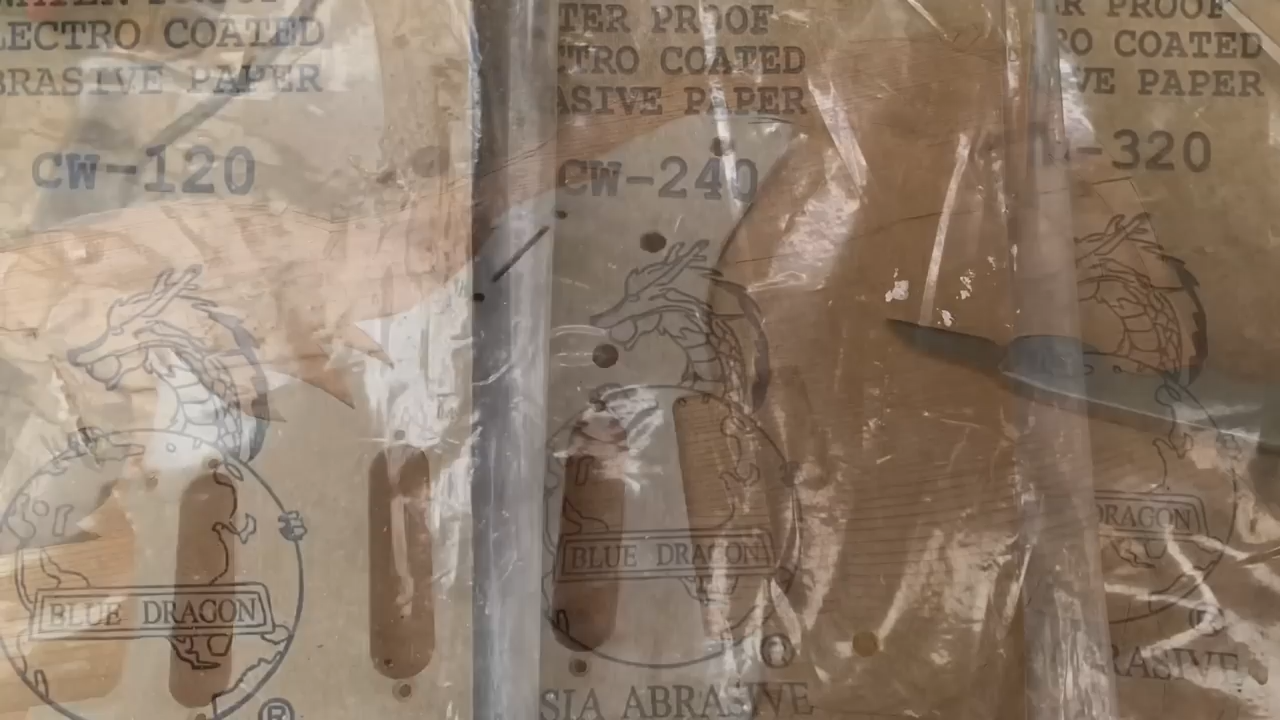 ECTRO COATED
BRASIVE PAPER
CW-120
BLUE DRAGON
®
TER PROOF
TRO COATED
ASIVE PAPER
CW-240
BLUE DRAGON
SIA ABRASIVE
R PROOF
RO COATED
VE PAPER
-320
DRAGON
RASIVE